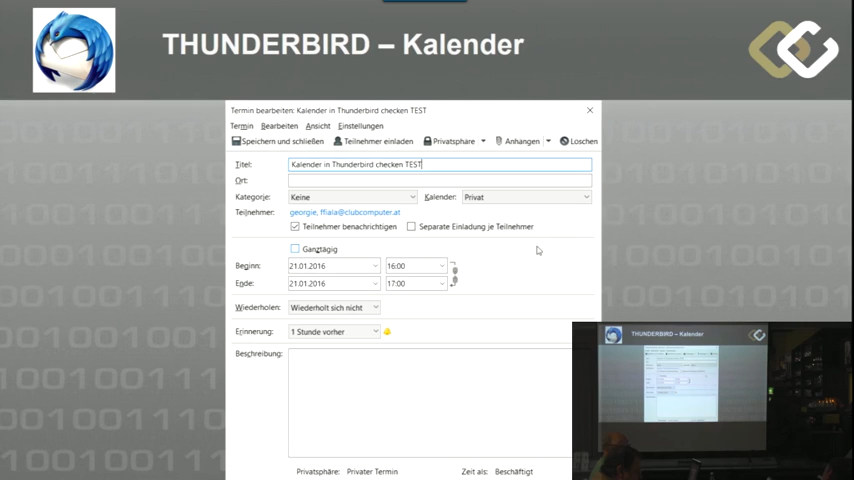 THUNDERBIRD – Kalender
Termin bearbeiten: Kalender in Thunderbird checken TEST
Termin Bearbeiten Ansicht Einstellungen
Speichern und schließen Teilnehmer einladen Privatsphäre Anhängen Löschen
Titel: Kalender in Thunderbird checken TEST
Ort:
Kategorie: Keine Kalender: Privat
Teilnehmer: georgie, ffiala@clubcomputer.at
Teilnehmer benachrichtigen Separate Einladung je Teilnehmer
Ganztägig
Beginn: 21.01.2016 16:00
Ende: 21.01.2016 17:00
Wiederholen: Wiederholt sich nicht
Erinnerung: 1 Stunde vorher
Beschreibung:
Privatsphäre: Privater Termin Zeit als: Beschäftigt
THUNDERBIRD – Kalender